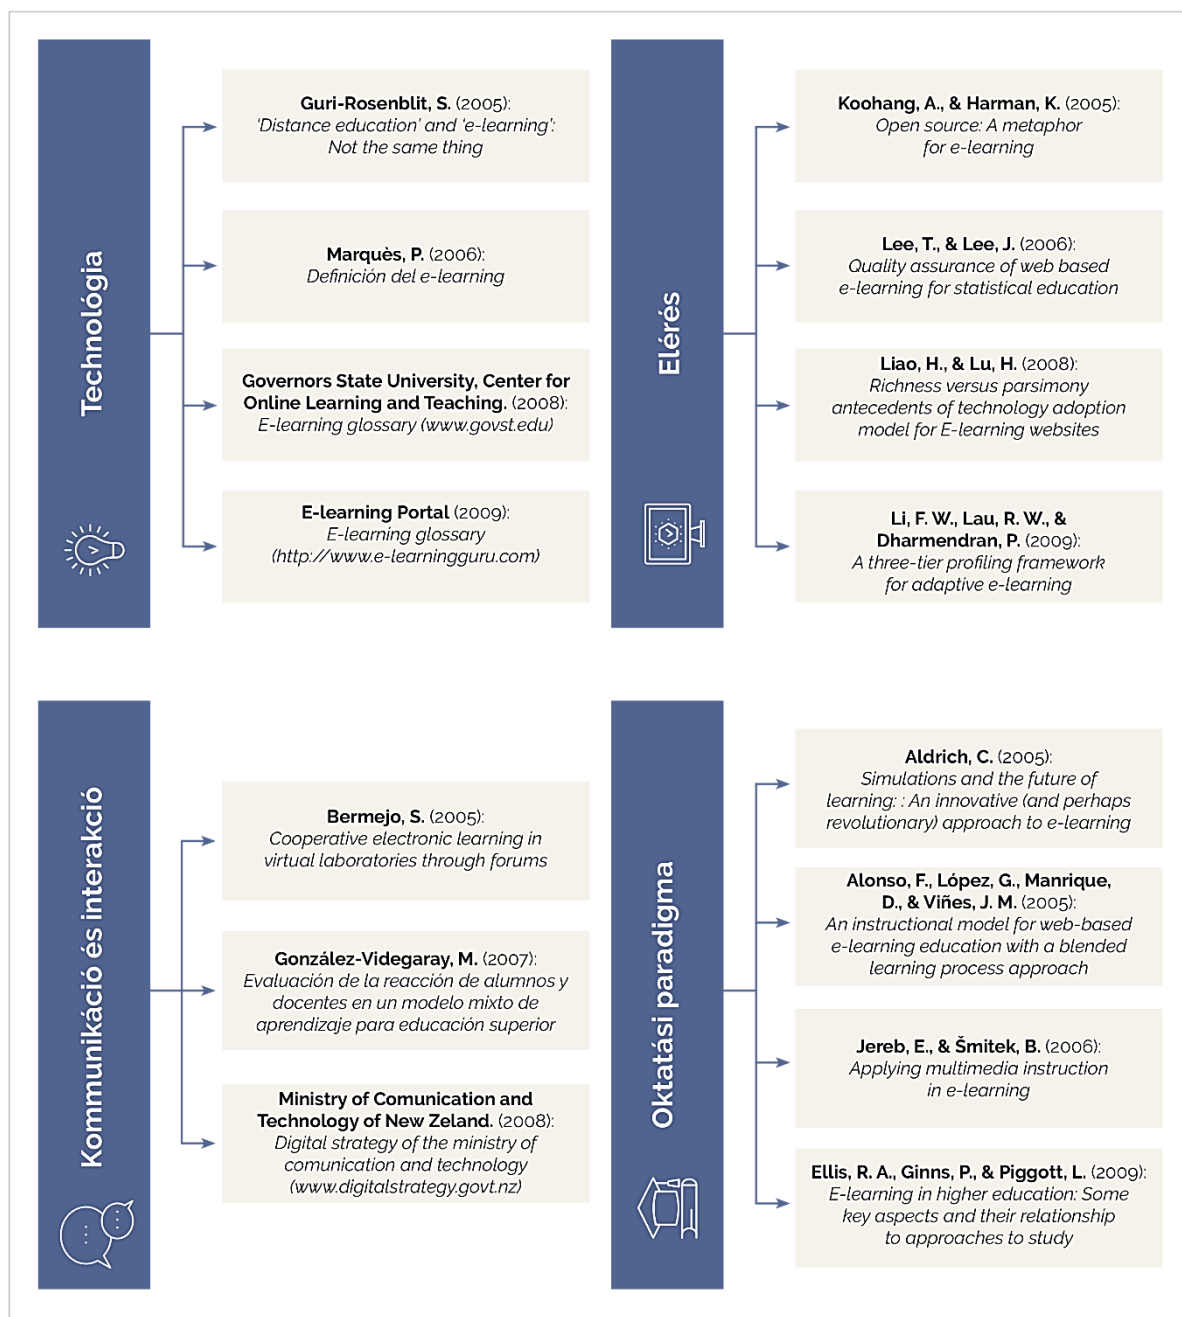 Technológia
Guri-Rosenblit, S. (2005):
‘Distance education’ and ‘e-learning’:
Not the same thing
Marquès, P. (2006):
Definición del e-learning
Governors State University, Center for
Online Learning and Teaching. (2008):
E-learning glossary (www.govst.edu)
E-learning Portal (2009):
E-learning glossary
(http://www.e-learningguru.com)
Elérés
Koohang, A., & Harman, K. (2005):
Open source: A metaphor
for e-learning
Lee, T., & Lee, J. (2006):
Quality assurance of web based
e-learning for statistical education
Liao, H., & Lu, H. (2008):
Richness versus parsimony
antecedents of technology adoption
model for E-learning websites
Li, F. W., Lau, R. W., &
Dharmendran, P. (2009):
A three-tier profiling framework
for adaptive e-learning
Kommunikáció és interakció
Bermejo, S. (2005):
Cooperative electronic learning in
virtual laboratories through forums
González-Videgaray, M. (2007):
Evaluación de la reacción de alumnos y
docentes en un modelo mixto de
aprendizaje para educación superior
Ministry of Comunication and
Technology of New Zeland. (2008):
Digital strategy of the ministry of
comunication and technology
(www.digitalstrategy.govt.nz)
Oktatási paradigma
Aldrich, C. (2005):
Simulations and the future of
learning: : An innovative (and perhaps
revolutionary) approach to e-learning
Alonso, F., López, G., Manrique,
D., & Viñes, J. M. (2005):
An instructional model for web-based
e-learning education with a blended
learning process approach
Jereb, E., & Šmitek, B. (2006):
Applying multimedia instruction
in e-learning
Ellis, R. A., Ginns, P., & Piggott, L. (2009):
E-learning in higher education: Some
key aspects and their relationship
to approaches to study